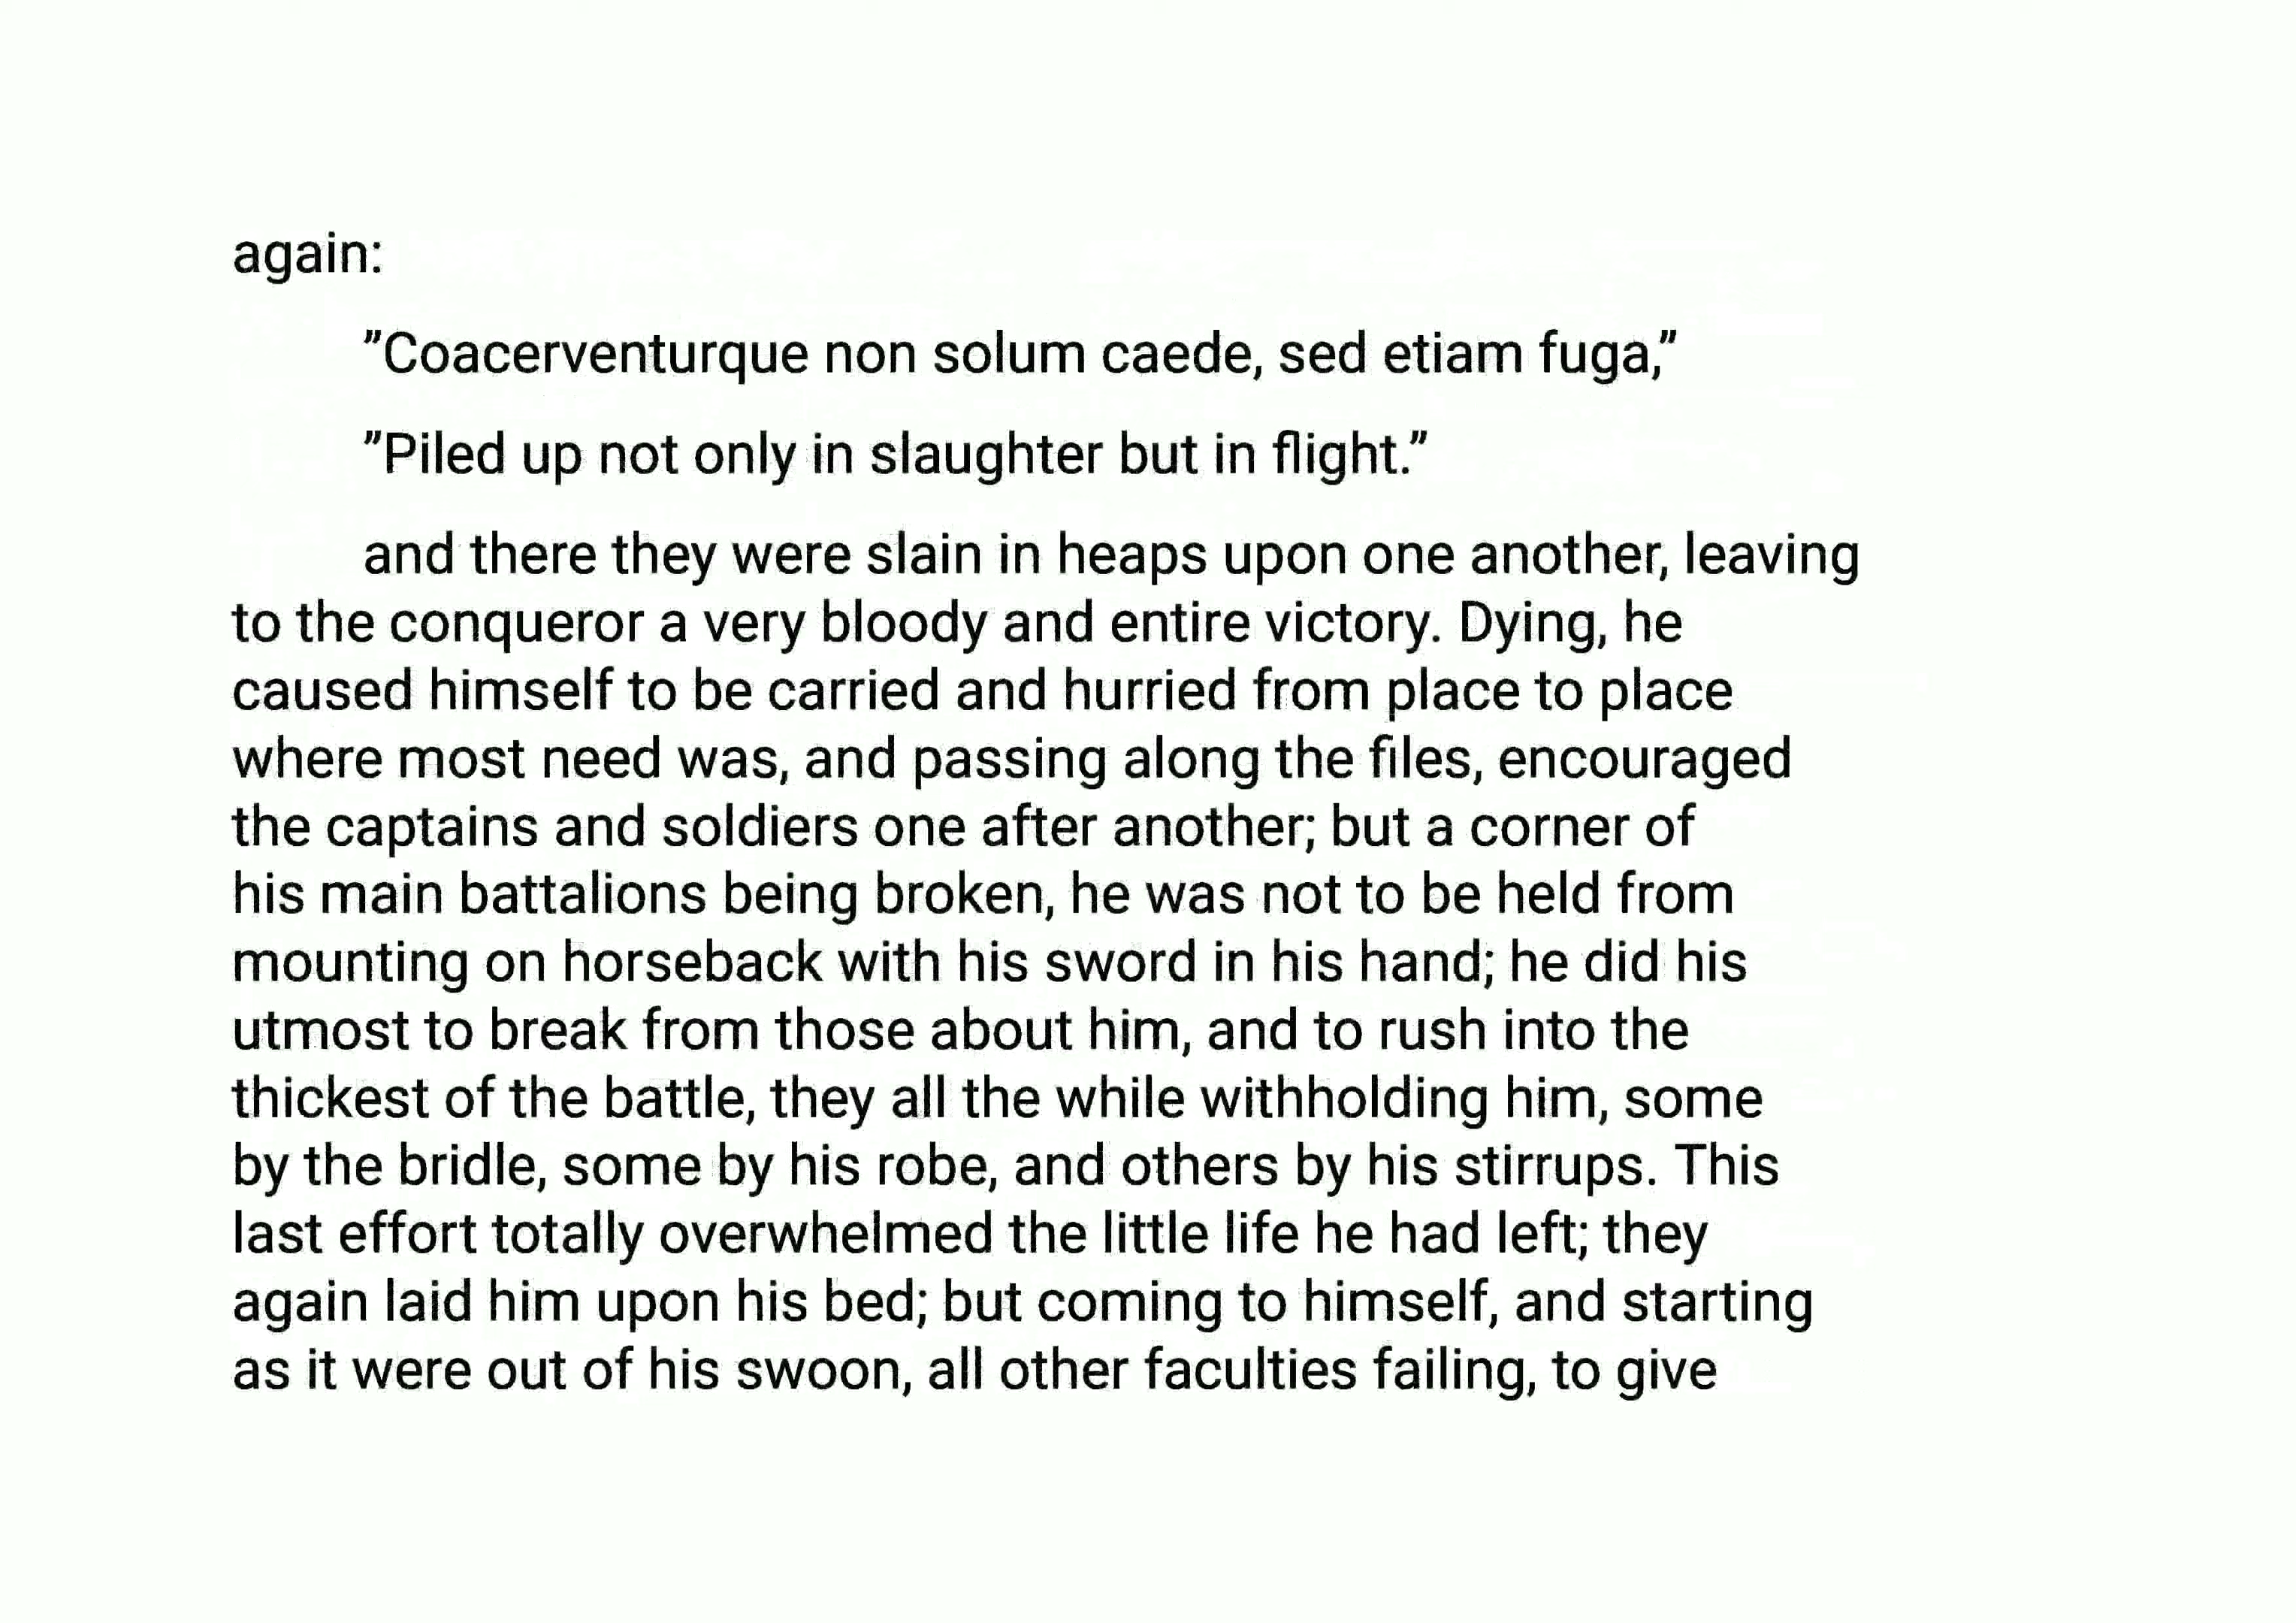 again:
”Coacerventurque non solum caede, sed etiam fuga,”
”Piled up not only in slaughter but in flight.”
and there they were slain in heaps upon one another, leaving
to the conqueror a very bloody and entire victory. Dying, he
caused himself to be carried and hurried from place to place
where most need was, and passing along the files, encouraged
the captains and soldiers one after another; but a corner of
his main battalions being broken, he was not to be held from
mounting on horseback with his sword in his hand; he did his
utmost to break from those about him, and to rush into the
thickest of the battle, they all the while withholding him, some
by the bridle, some by his robe, and others by his stirrups. This
last effort totally overwhelmed the little life he had left; they
again laid him upon his bed; but coming to himself, and starting
as it were out of his swoon, all other faculties failing, to give